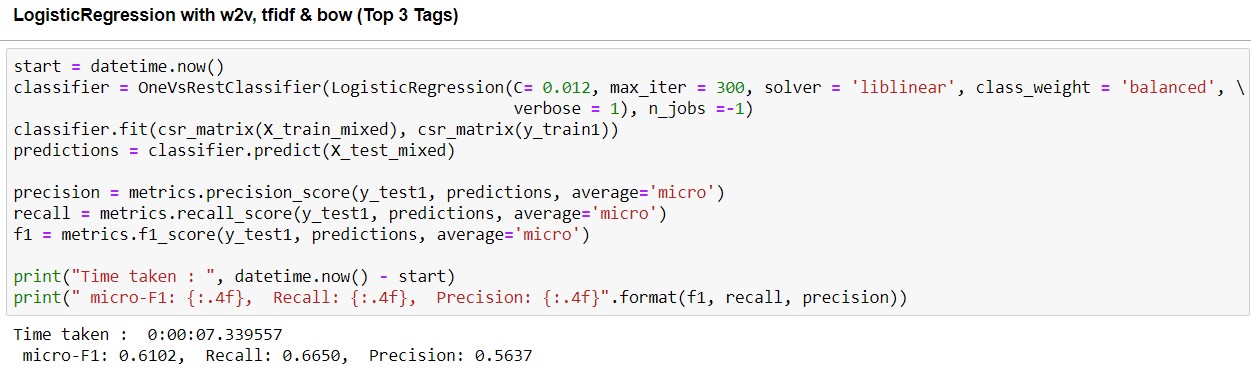 LogisticRegression with w2v, tfidf & bow (Top 3 Tags)
start = datetime.now()
classifier = OneVsRestClassifier(LogisticRegression(C= 0.012, max_iter = 300, solver = 'liblinear', class_weight = 'balanced', \
verbose = 1), n_jobs =-1)
classifier.fit(csr_matrix(X_train_mixed), csr_matrix(y_train1))
predictions = classifier.predict(X_test_mixed)
precision = metrics.precision_score(y_test1, predictions, average='micro')
recall = metrics.recall_score(y_test1, predictions, average='micro')
f1 = metrics.f1_score(y_test1, predictions, average='micro')
print("Time taken : ", datetime.now() - start)
print(" micro-F1: {:.4f},  Recall: {:.4f},  Precision: {:.4f}".format(f1, recall, precision))
Time taken :  0:00:07.339557
micro-F1: 0.6102,  Recall: 0.6650,  Precision: 0.5637